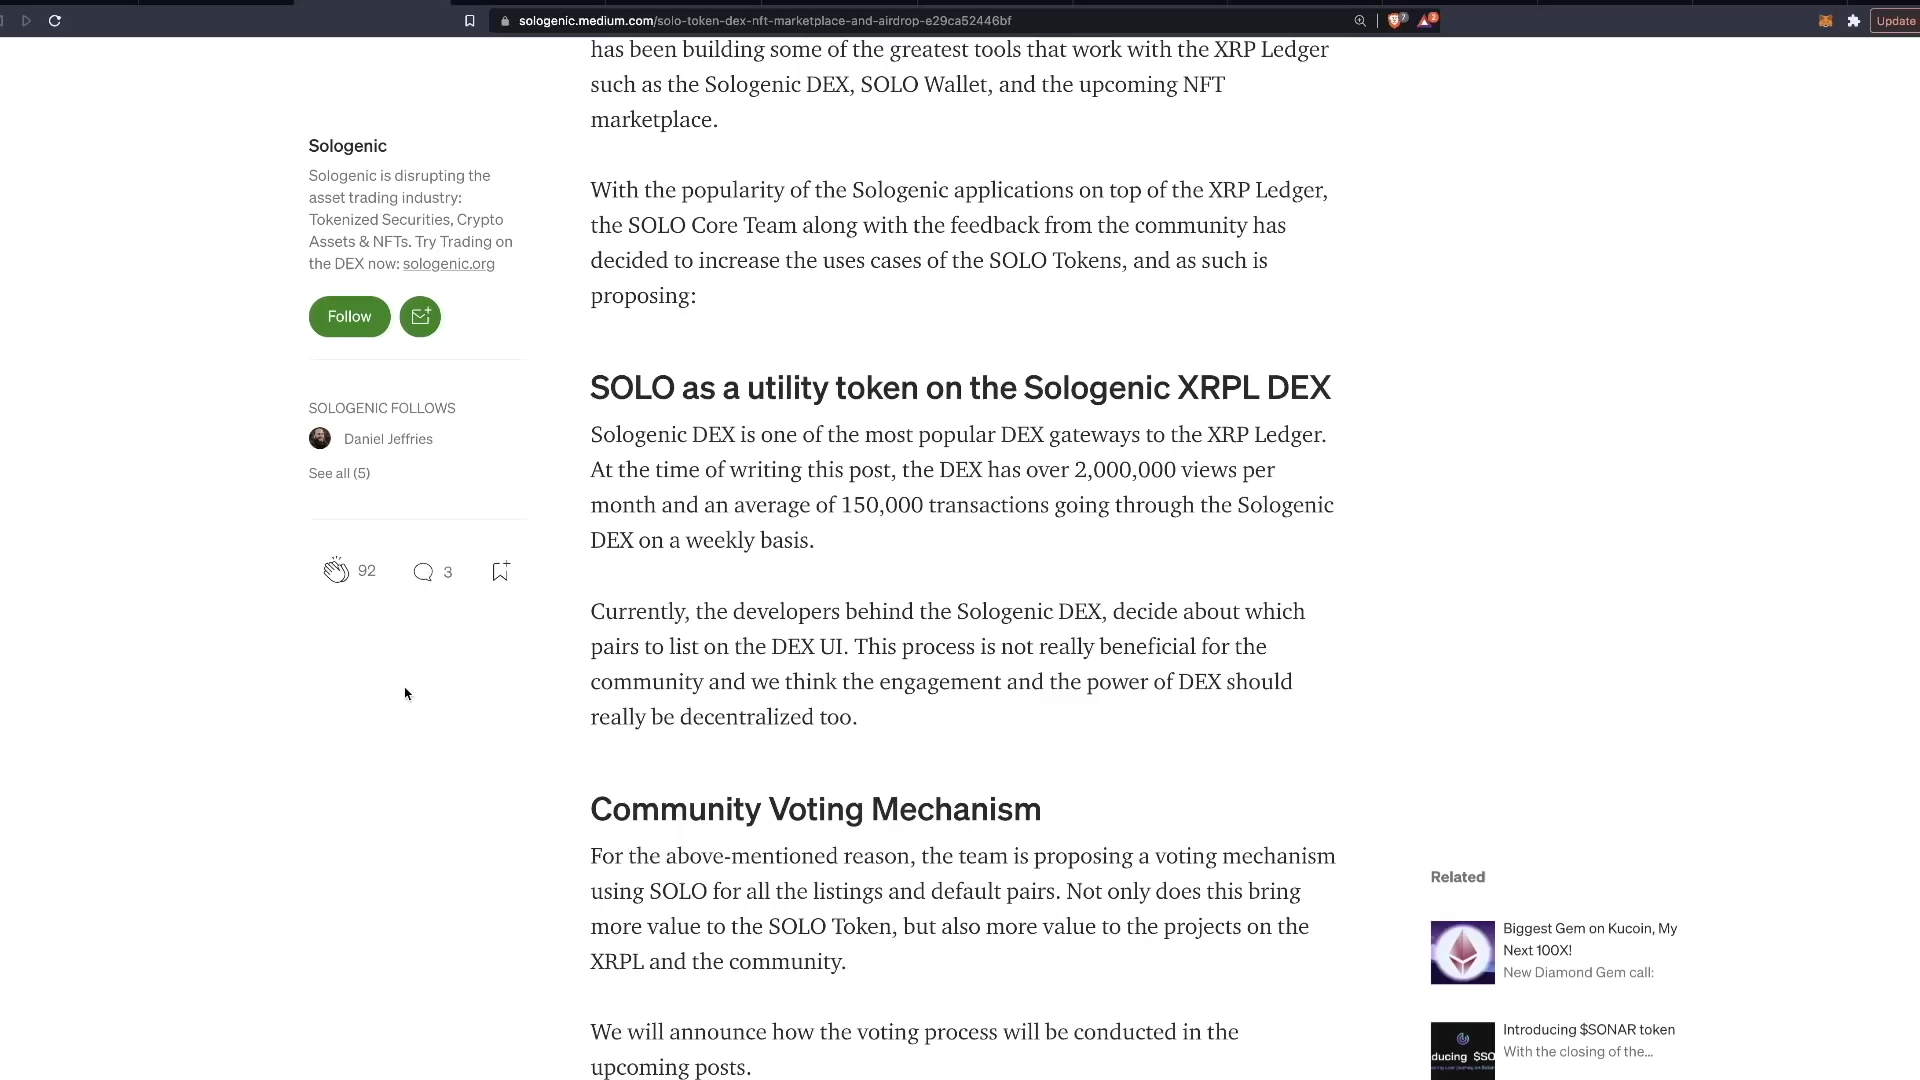 sologenic.medium.com/solo-token-dex-nft-marketplace-and-airdrop-e29ca52446bf
7
2
Update
has been building some of the greatest tools that work with the XRP Ledger
such as the Sologenic DEX, SOLO Wallet, and the upcoming NFT
marketplace.
With the popularity of the Sologenic applications on top of the XRP Ledger,
the SOLO Core Team along with the feedback from the community has
decided to increase the uses cases of the SOLO Tokens, and as such is
proposing:
SOLO as a utility token on the Sologenic XRPL DEX
Sologenic DEX is one of the most popular DEX gateways to the XRP Ledger.
At the time of writing this post, the DEX has over 2,000,000 views per
month and an average of 150,000 transactions going through the Sologenic
DEX on a weekly basis.
Currently, the developers behind the Sologenic DEX, decide about which
pairs to list on the DEX UI. This process is not really beneficial for the
community and we think the engagement and the power of DEX should
really be decentralized too.
Community Voting Mechanism
For the above-mentioned reason, the team is proposing a voting mechanism
using SOLO for all the listings and default pairs. Not only does this bring
more value to the SOLO Token, but also more value to the projects on the
XRPL and the community.
We will announce how the voting process will be conducted in the
upcoming posts.
Sologenic
Sologenic is disrupting the
asset trading industry:
Tokenized Securities, Crypto
Assets & NFTs. Try Trading on
the DEX now: sologenic.org
Follow
SOLOGENIC FOLLOWS
Daniel Jeffries
See all (5)
92
3
Related
Biggest Gem on Kucoin, My
Next 100X!
New Diamond Gem call:
Introducing $SONAR token
With the closing of the...
ducing $SO